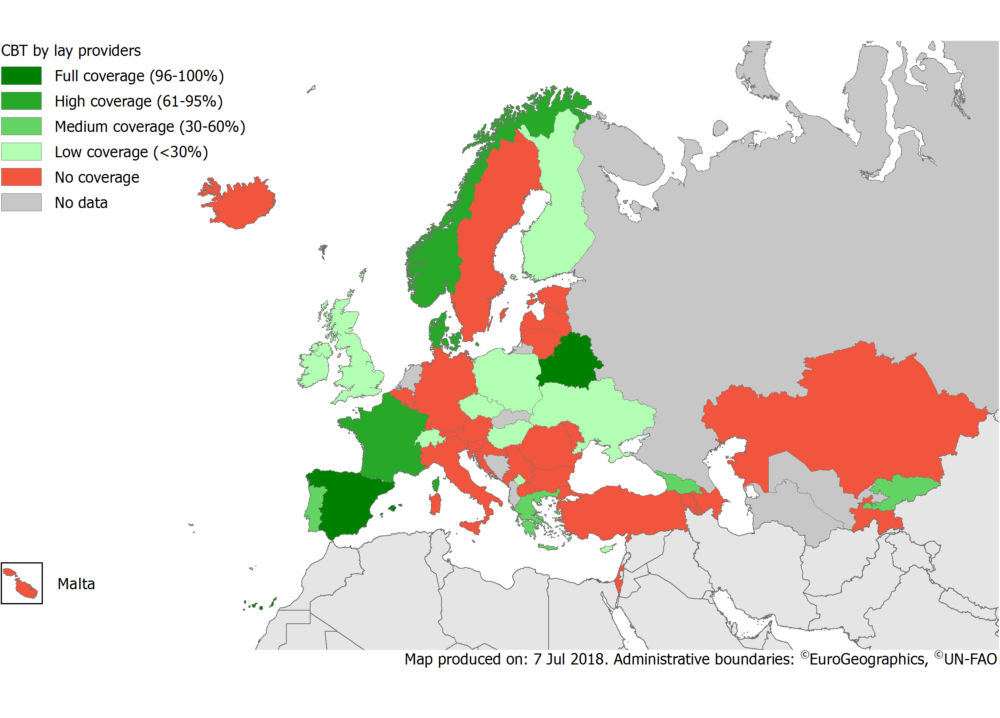 CBT by lay providers
Full coverage (96-100%)
High coverage (61-95%)
Medium coverage (30-60%)
Low coverage (<30%)
No coverage
No data
Malta
Map produced on: 7 Jul 2018. Administrative boundaries: ©EuroGeographics, ©UN-FAO